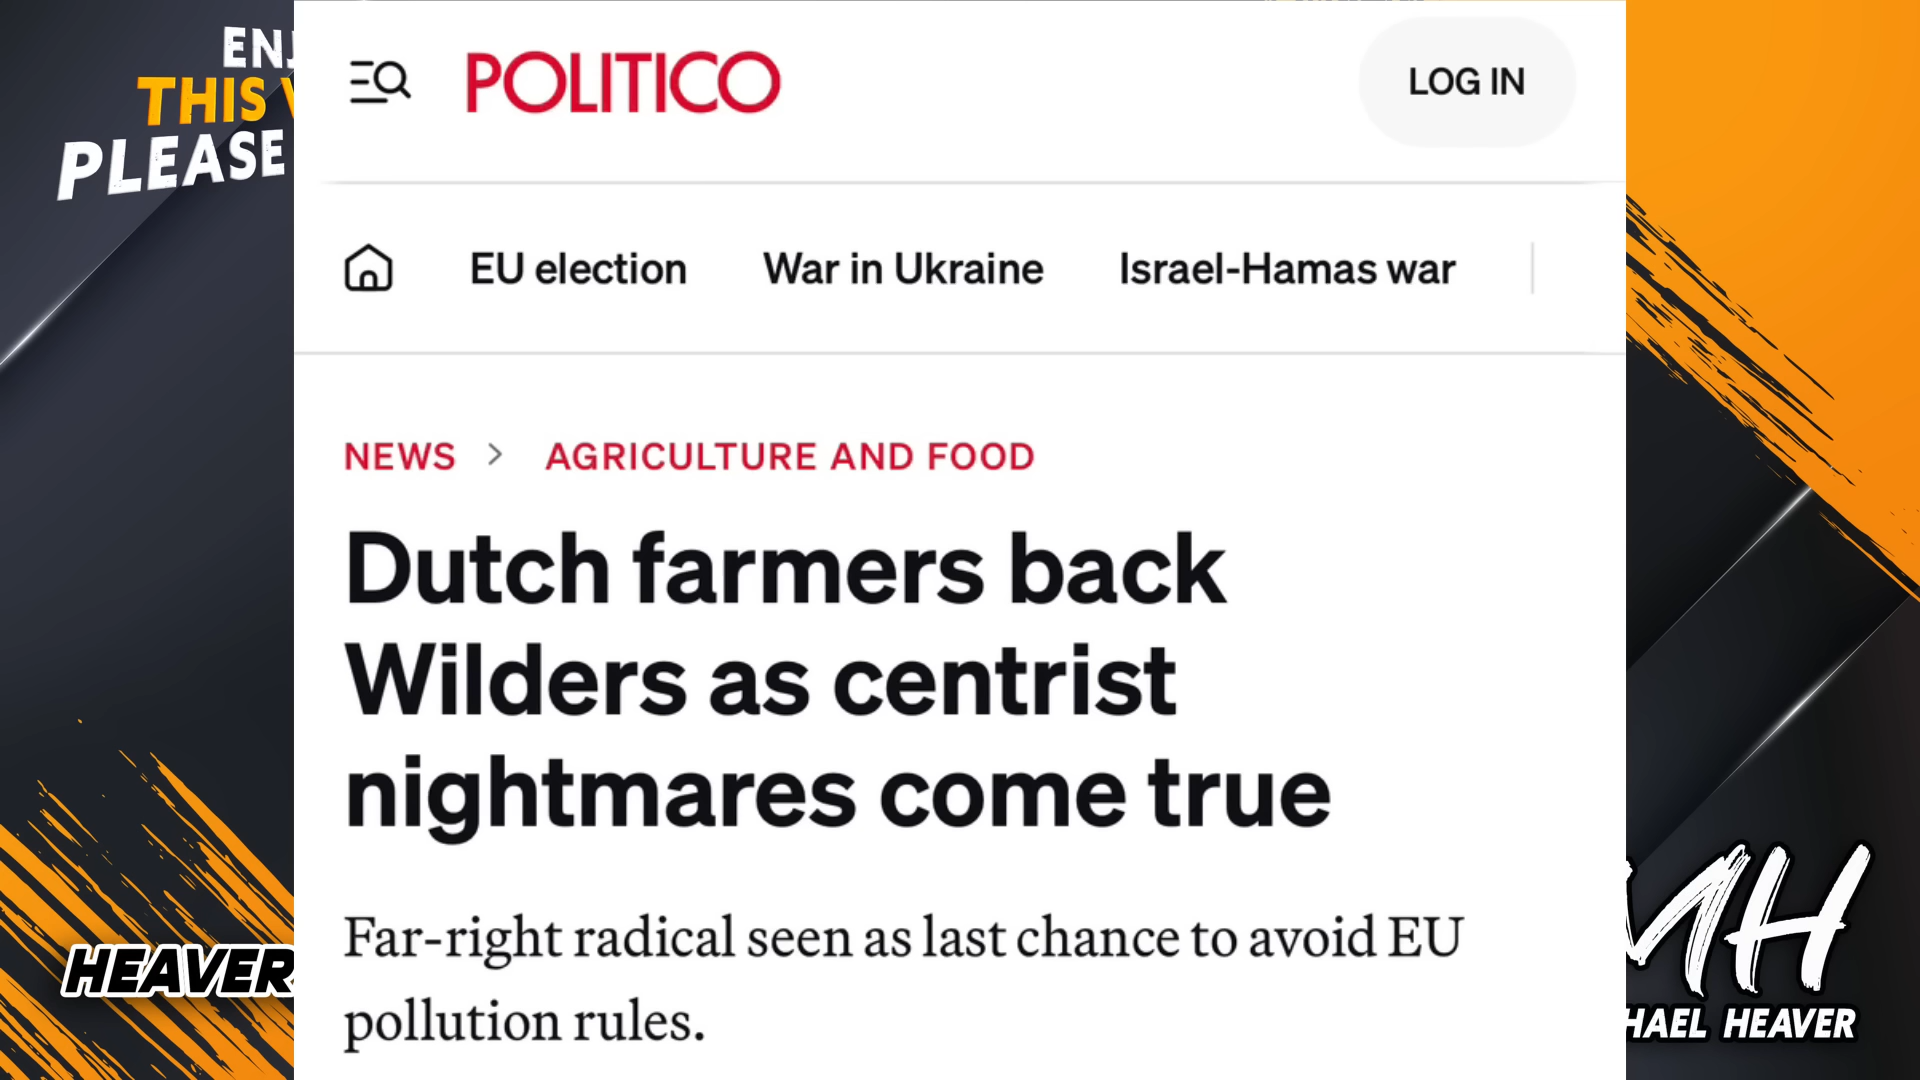 ENJ
THIS
PLEASE
POLITICO
LOG IN
EU election
War in Ukraine
Israel-Hamas war
NEWS > AGRICULTURE AND FOOD
Dutch farmers back
Wilders as centrist
nightmares come true
Far-right radical seen as last chance to avoid EU
pollution rules.
HEAVER
MH
HAEL HEAVER